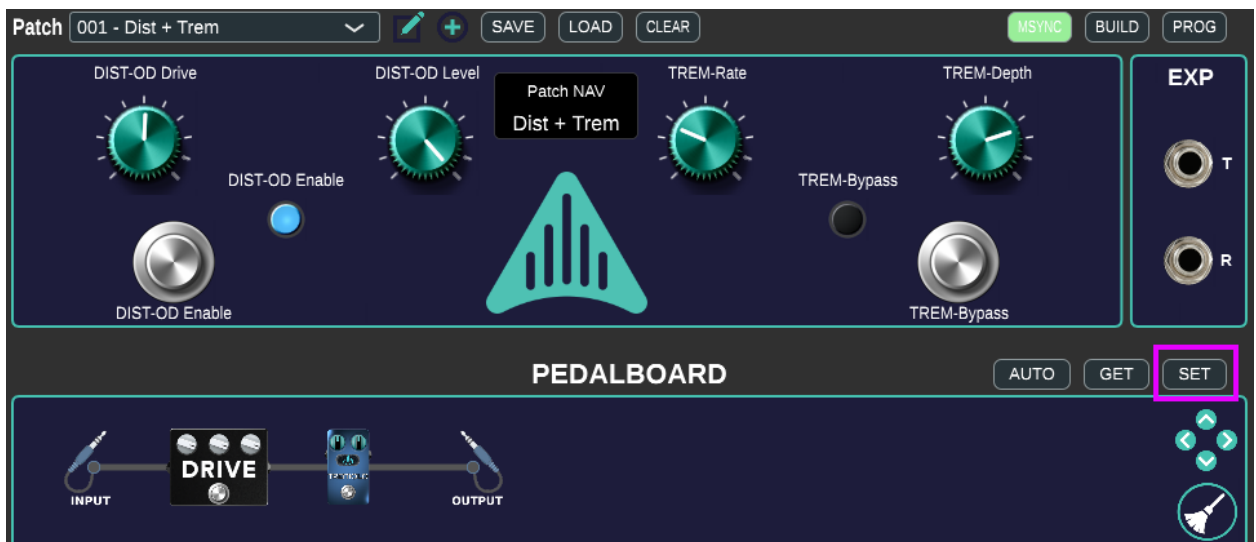 Patch 001 - Dist + Trem SAVE LOAD CLEAR MSYNC BUILD PROG
DIST-OD Drive DIST-OD Level TREM-Rate TREM-Depth EXP
Patch NAV
Dist + Trem
DIST-OD Enable TREM-Bypass T
R
DIST-OD Enable TREM-Bypass
PEDALBOARD AUTO GET SET
DRIVE
INPUT OUTPUT